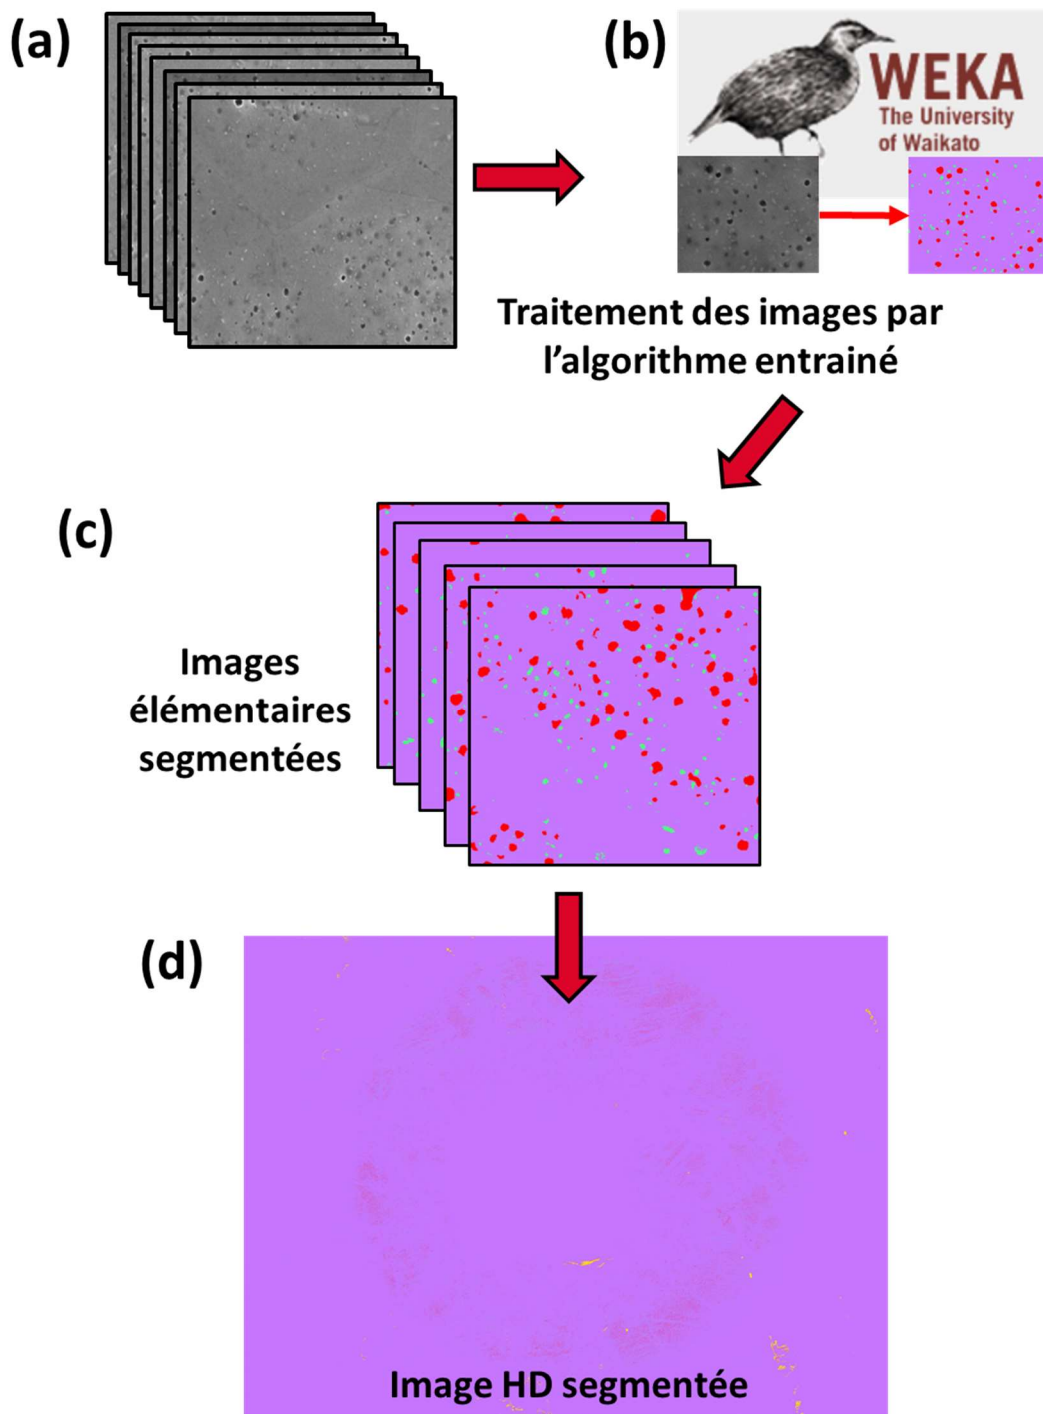 (a)
(b)
WEKA
The University
of Waikato
Traitement des images par
l'algorithme entrainé
(c)
Images
élémentaires
segmentées
(d)
Image HD segmentée